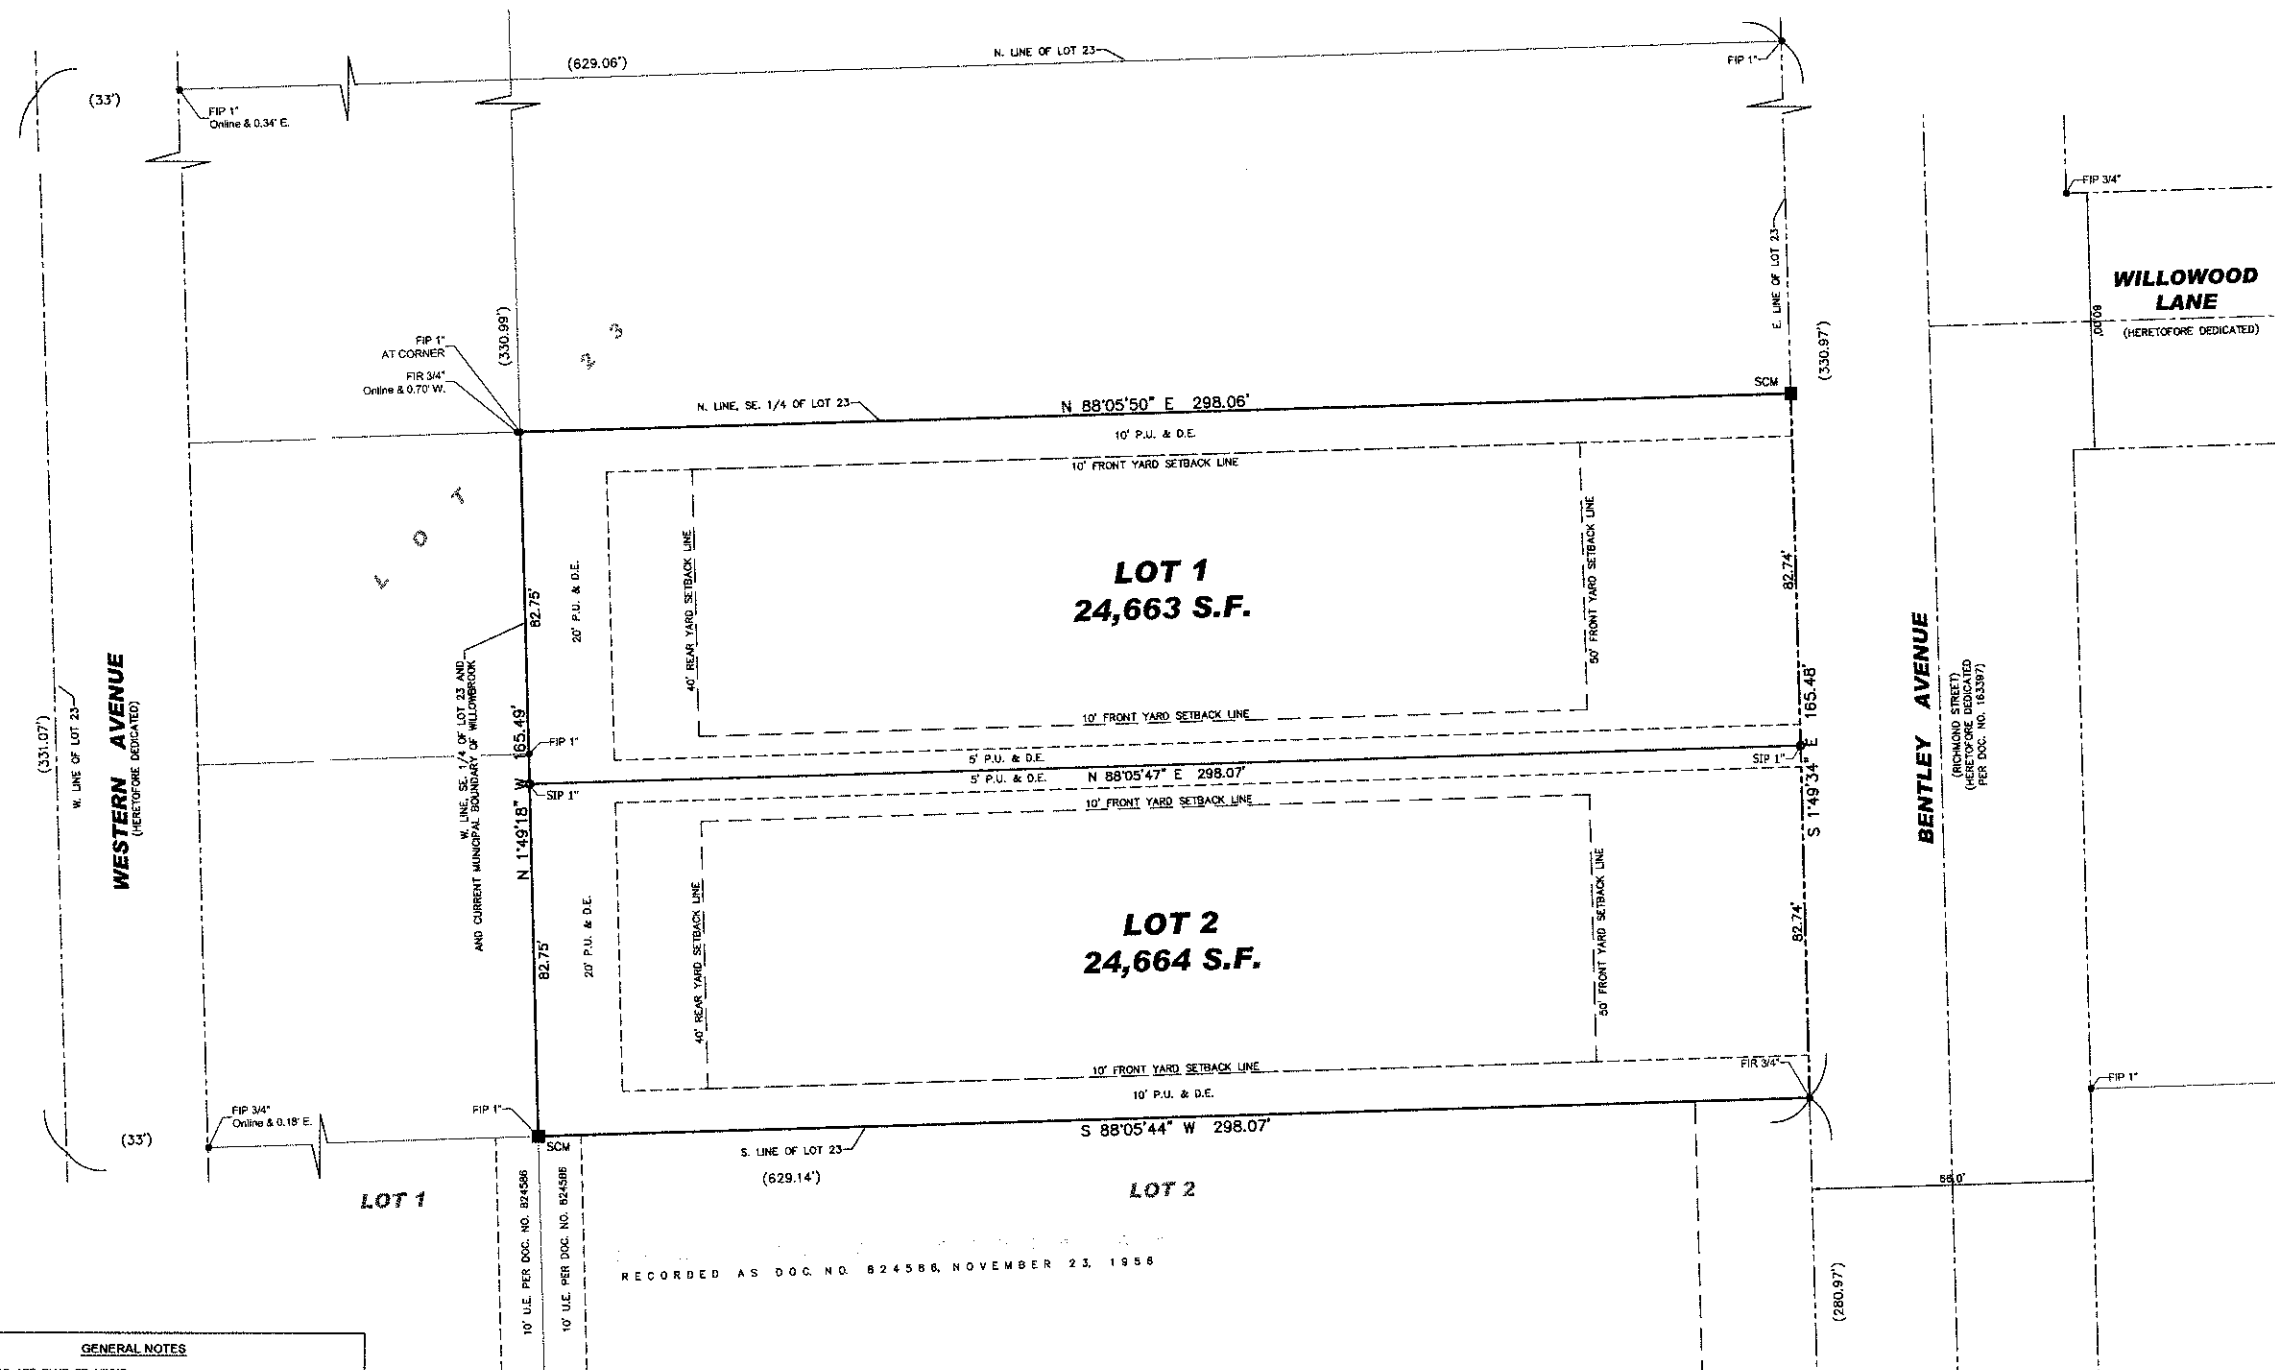 (629.06')
N. LINE OF LOT 23
FIP 1"
(33')
FIP 1"
Online & 0.34' E.
FIP 3/4"
WILLOWOOD
LANE
(HERETOFORE DEDICATED)
60.00'
E. LINE OF LOT 23
(330.97')
(330.99')
2 3
FIP 1"
AT CORNER
FIR 3/4"
Online & 0.70' W.
SCM
N. LINE, SE. 1/4 OF LOT 23
N 88°05'50" E 298.06'
10' P.U. & D.E.
10' FRONT YARD SETBACK LINE
LOT
40' REAR YARD SETBACK LINE
50' FRONT YARD SETBACK LINE
LOT 1
24,663 S.F.
82.75'
20' P.U. & D.E.
82.74'
10' FRONT YARD SETBACK LINE
WESTERN AVENUE
(HERETOFORE DEDICATED)
(331.07')
W. LINE OF LOT 23
W. LINE, SE. 1/4 OF LOT 23 AND
AND CURRENT MUNICIPAL BOUNDARY OF WILLOWBROOK
N 1°49'18" W 165.49'
FIP 1"
SIP 1"
5' P.U. & D.E.
5' P.U. & D.E.
N 88°05'47" E 298.07'
SIP 1"
S 1°49'34" E 165.48'
BENTLEY AVENUE
(RICHMOND STREET)
(HERETOFORE DEDICATED
PER DOC. NO. 163397)
10' FRONT YARD SETBACK LINE
40' REAR YARD SETBACK LINE
50' FRONT YARD SETBACK LINE
LOT 2
24,664 S.F.
82.75'
20' P.U. & D.E.
82.74'
10' FRONT YARD SETBACK LINE
FIR 3/4"
10' P.U. & D.E.
FIP 1"
FIP 3/4"
Online & 0.18' E.
FIP 1"
(33')
SCM
S 88°05'44" W 298.07'
S. LINE OF LOT 23
(629.14')
LOT 1
LOT 2
66.0'
10' U.E. PER DOC. NO. 824586
10' U.E. PER DOC. NO. 824586
RECORDED AS DOC. NO. 824586, NOVEMBER 23, 1956
(280.97')
GENERAL NOTES